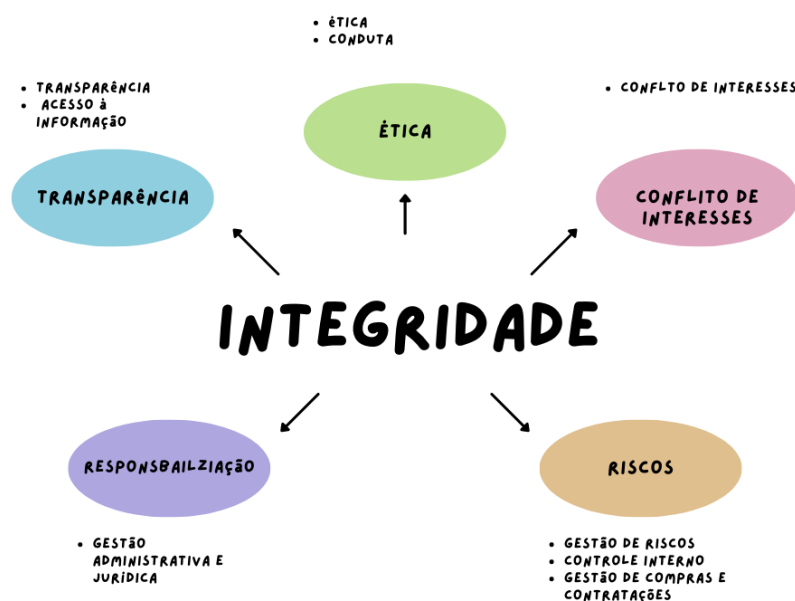 • ÉTICA
• CONDUTA
• TRANSPARÊNCIA
• ACESSO À
INFORMAÇÃO
• CONFLTO DE INTERESSES
ÉTICA
TRANSPARÊNCIA
CONFLITO DE
INTERESSES
INTEGRIDADE
RESPONSBAILZIAÇÃO
RISCOS
• GESTÃO
ADMINISTRATIVA E
JURÍDICA
• GESTÃO DE RISCOS
• CONTROLE INTERNO
• GESTÃO DE COMPRAS E
CONTRATAÇÕES